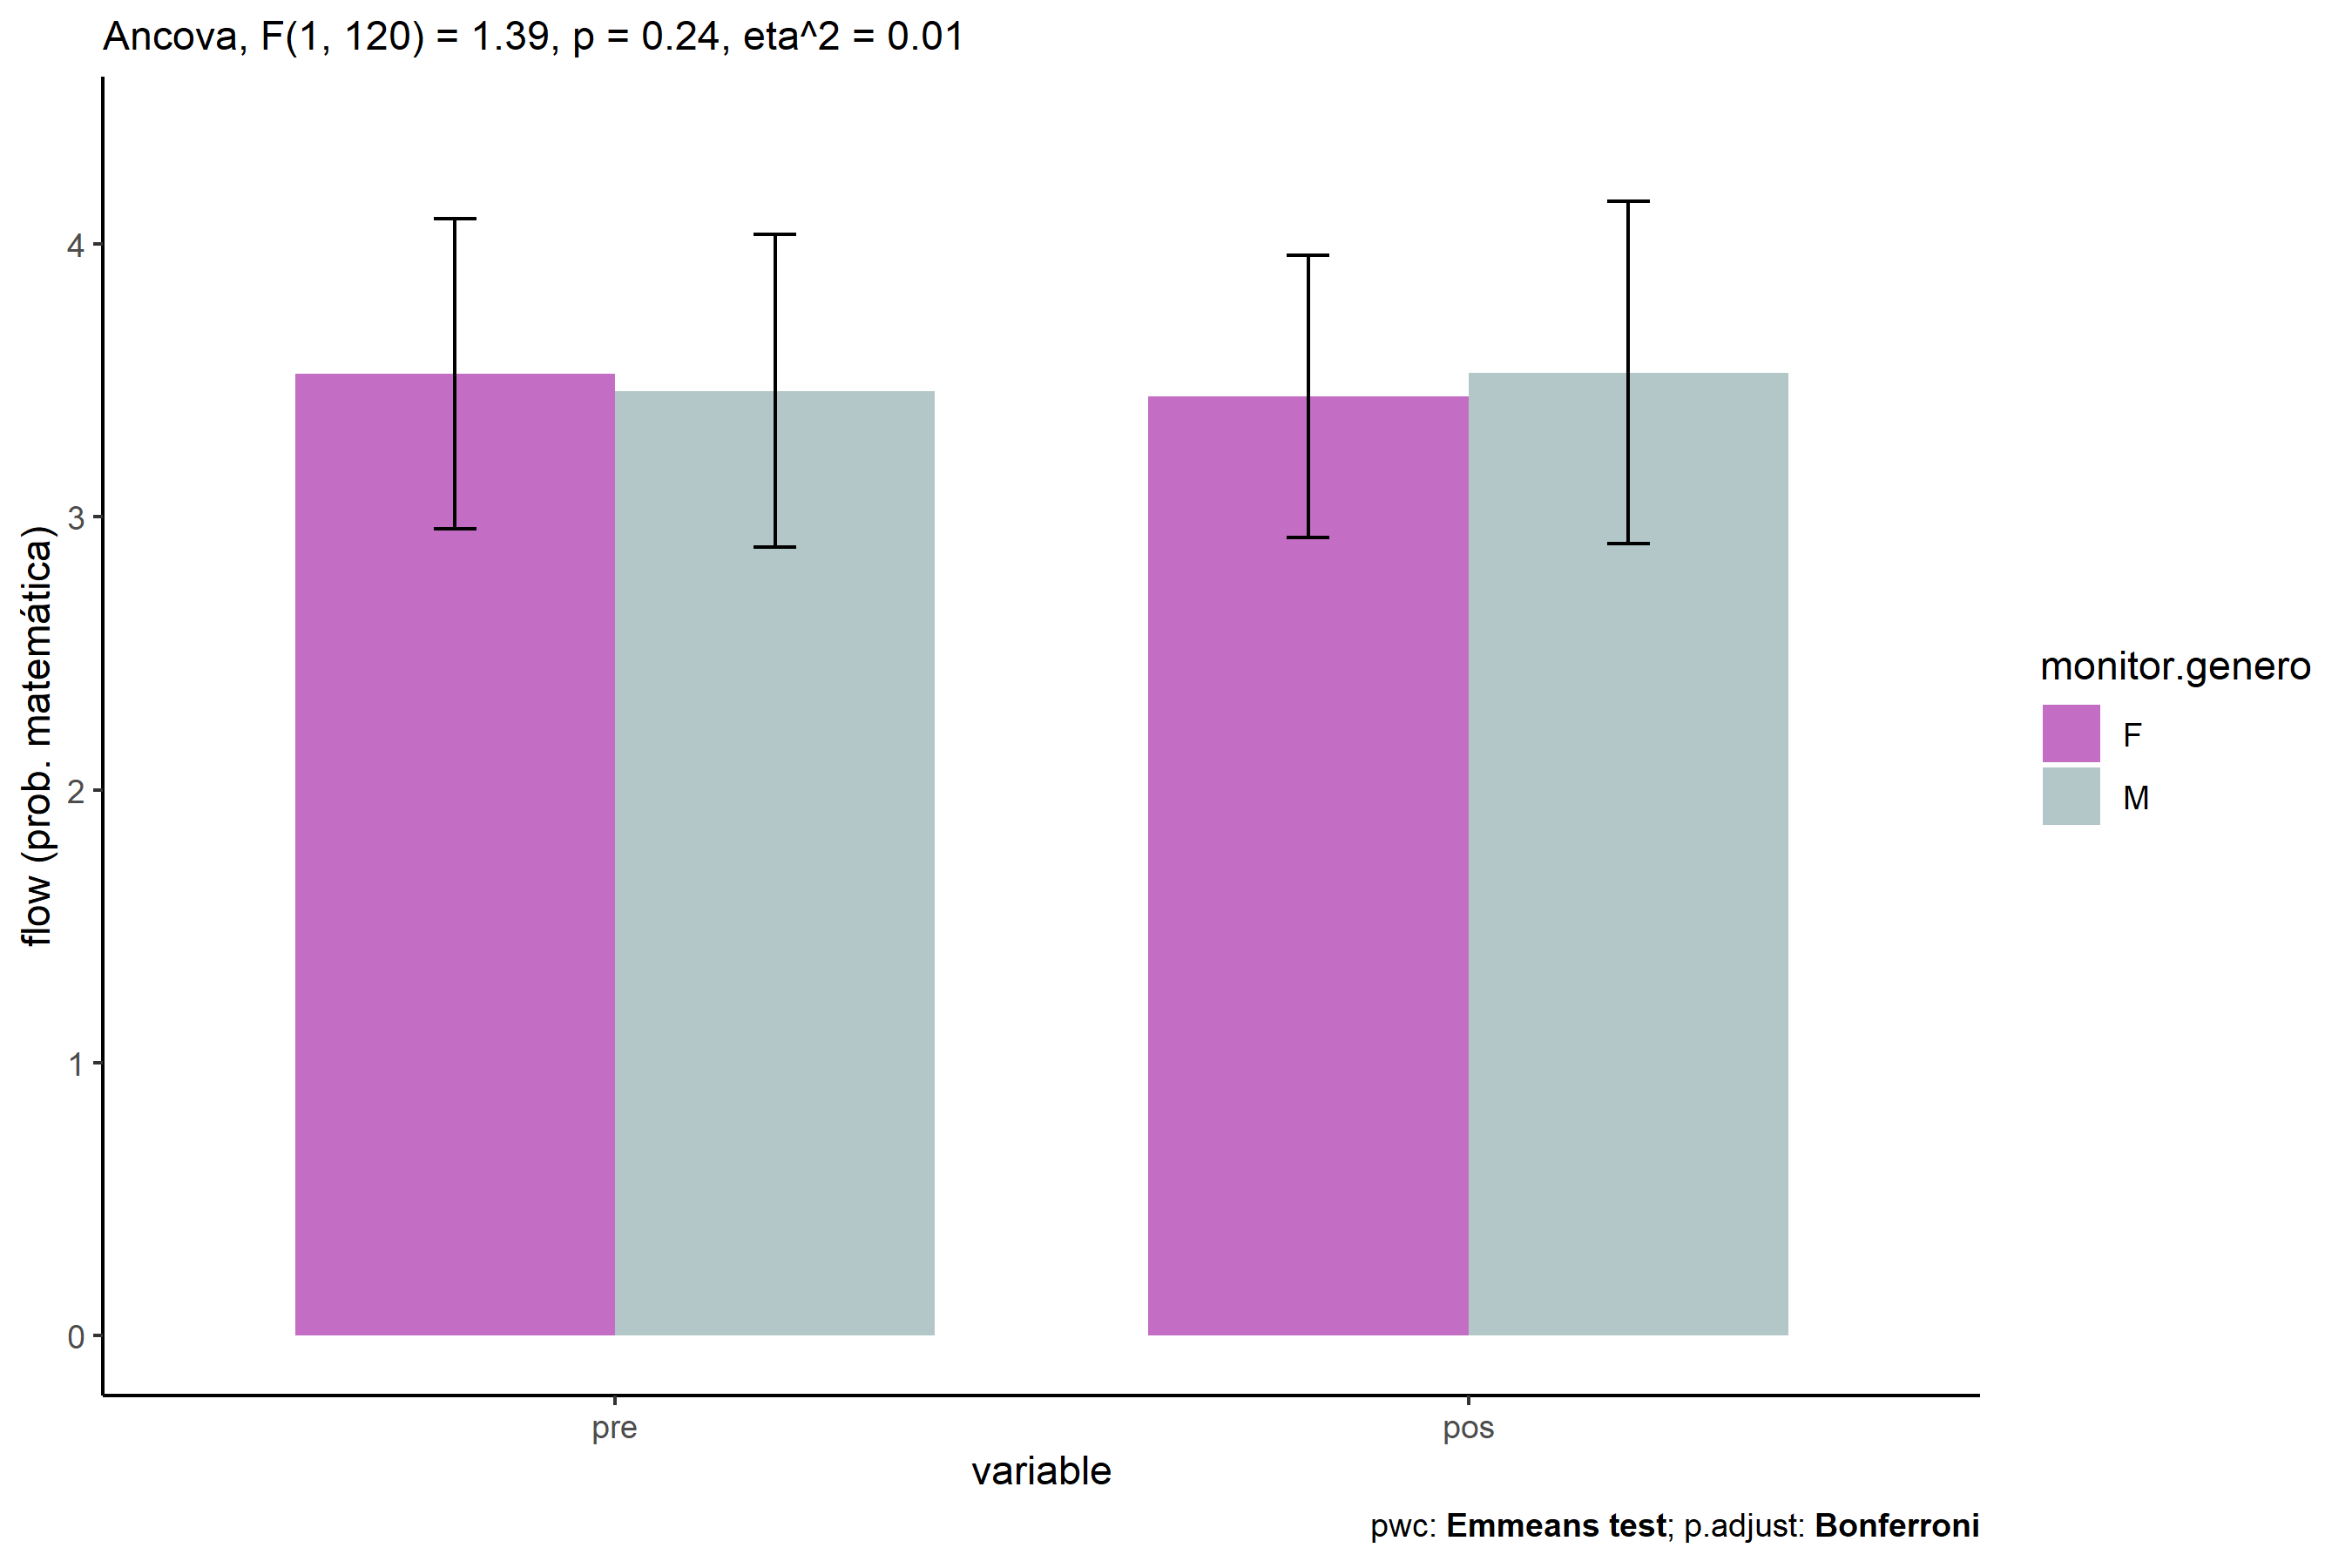 Ancova, F(1, 120) = 1.39, p = 0.24, eta^2 = 0.01
flow (prob. matemática)
4
3
2
1
0
pre
pos
variable
monitor.genero
F
M
pwc: Emmeans test; p.adjust: Bonferroni